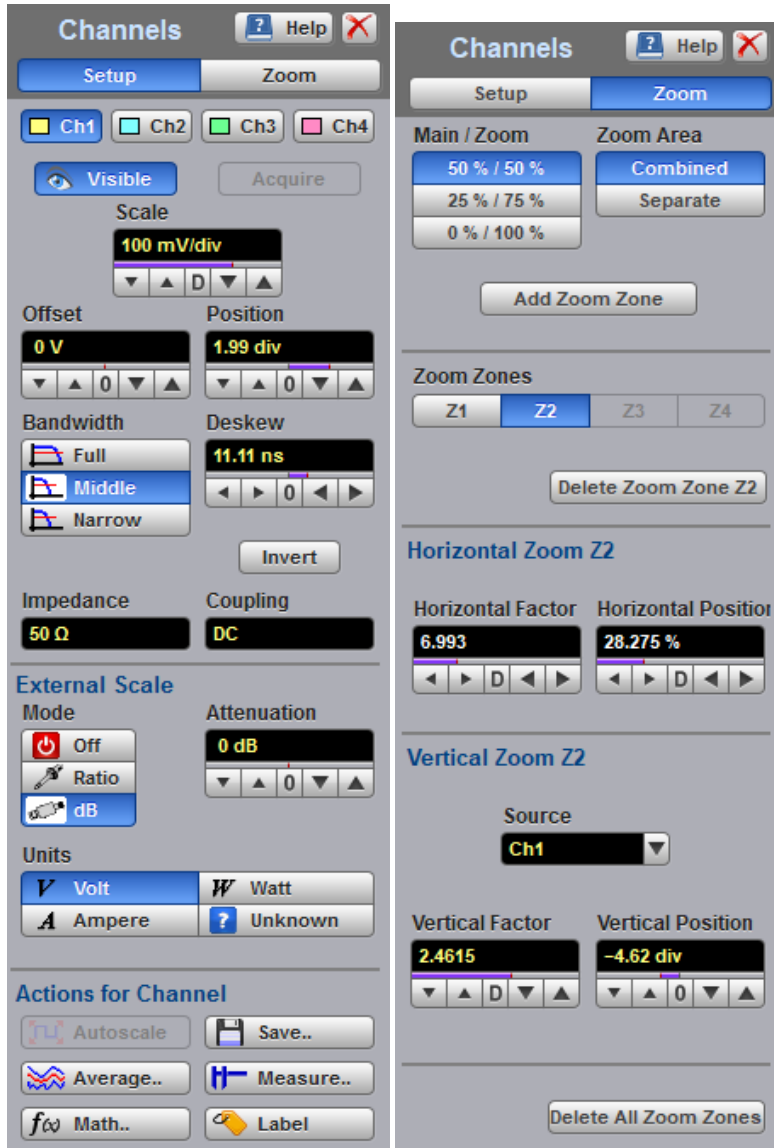 Channels
Help
Setup Zoom
Ch1 Ch2 Ch3 Ch4
Visible Acquire
Scale
100 mV/div
D
Offset Position
0 V 1.99 div
0 0
Bandwidth Deskew
Full 11.11 ns
Middle 0
Narrow
Invert
Impedance Coupling
50 Ω DC
External Scale
Mode Attenuation
Off 0 dB
Ratio 0
dB
Units
V Volt W Watt
A Ampere ? Unknown
Actions for Channel
Autoscale Save..
Average.. Measure..
f(x) Math.. Label
Channels
? Help
Setup Zoom
Main / Zoom Zoom Area
50 % / 50 % Combined
25 % / 75 % Separate
0 % / 100 %
Add Zoom Zone
Zoom Zones
Z1 Z2 Z3 Z4
Delete Zoom Zone Z2
Horizontal Zoom Z2
Horizontal Factor Horizontal Position
6.993 28.275 %
D D
Vertical Zoom Z2
Source
Ch1
Vertical Factor Vertical Position
2.4615 −4.62 div
D 0
Delete All Zoom Zones